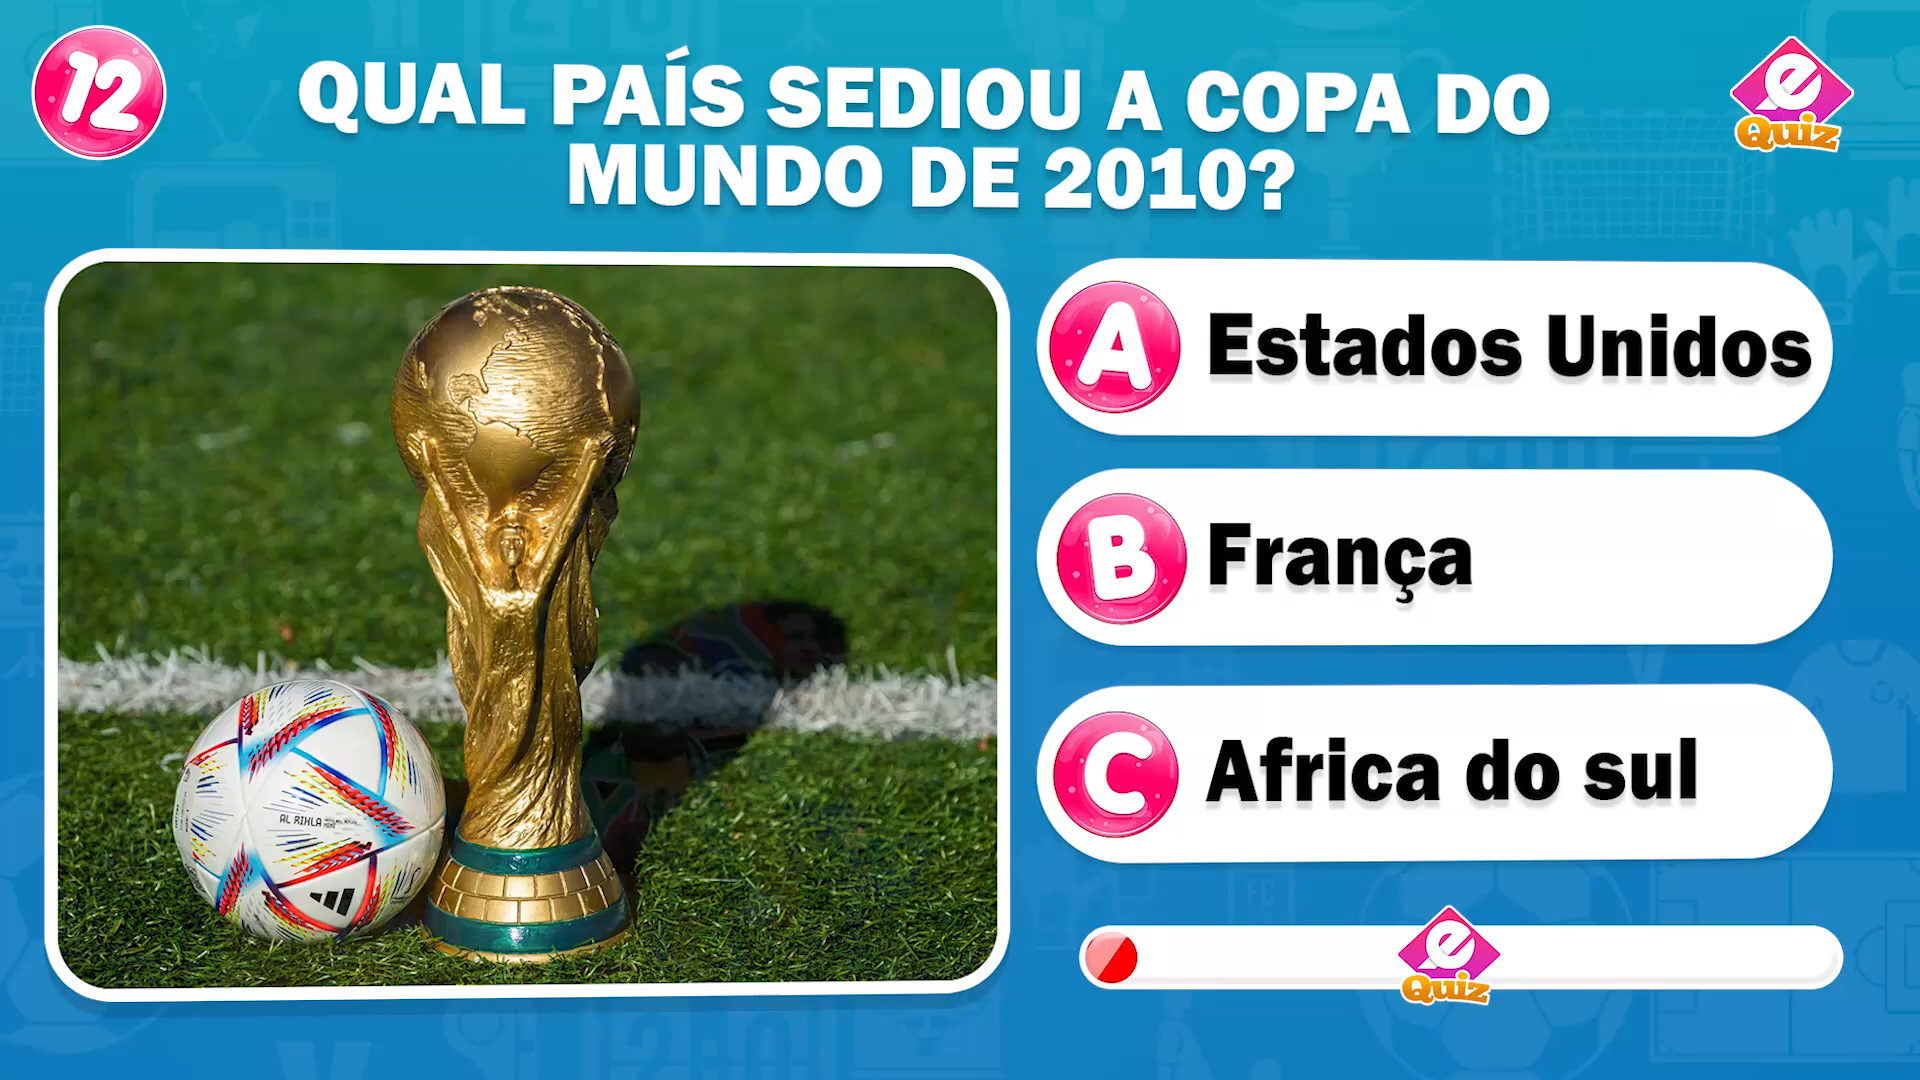 12
QUAL PAÍS SEDIOU A COPA DO
MUNDO DE 2010?
e
Quiz
A Estados Unidos
B França
C Africa do sul
AL RIHLA
e
Quiz